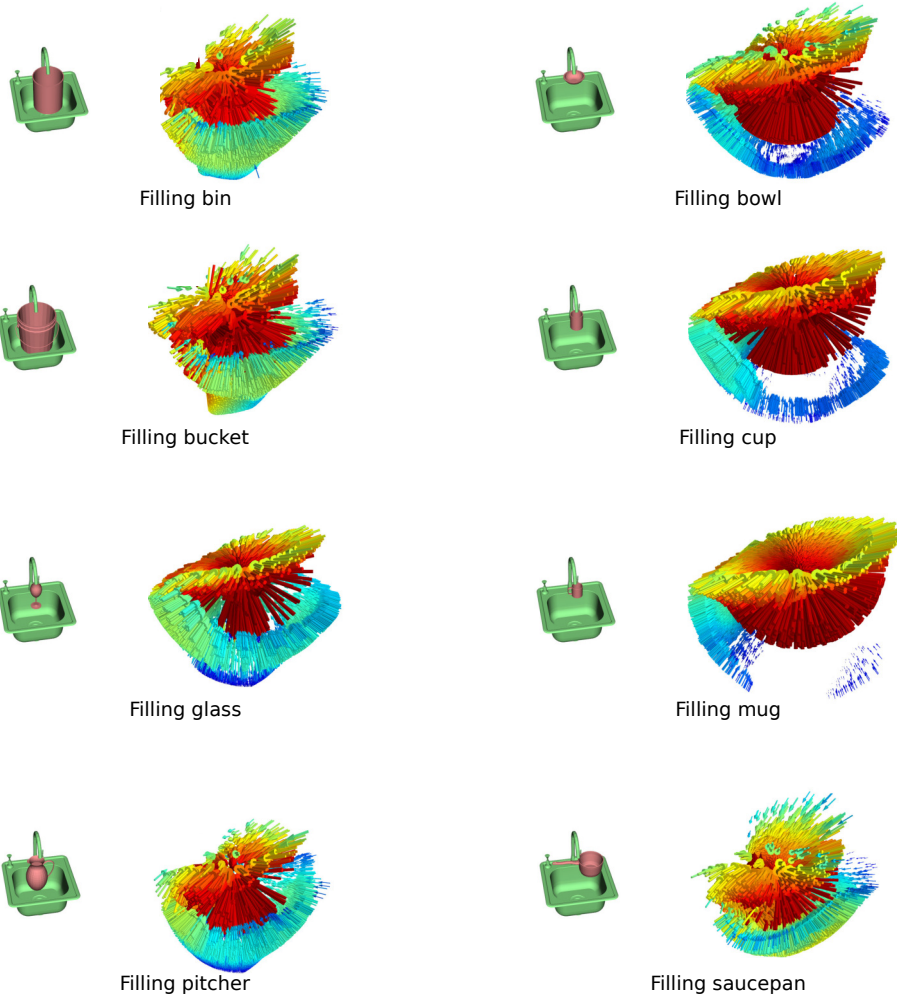 Filling bin
Filling bowl
Filling bucket
Filling cup
Filling glass
Filling mug
Filling pitcher
Filling saucepan